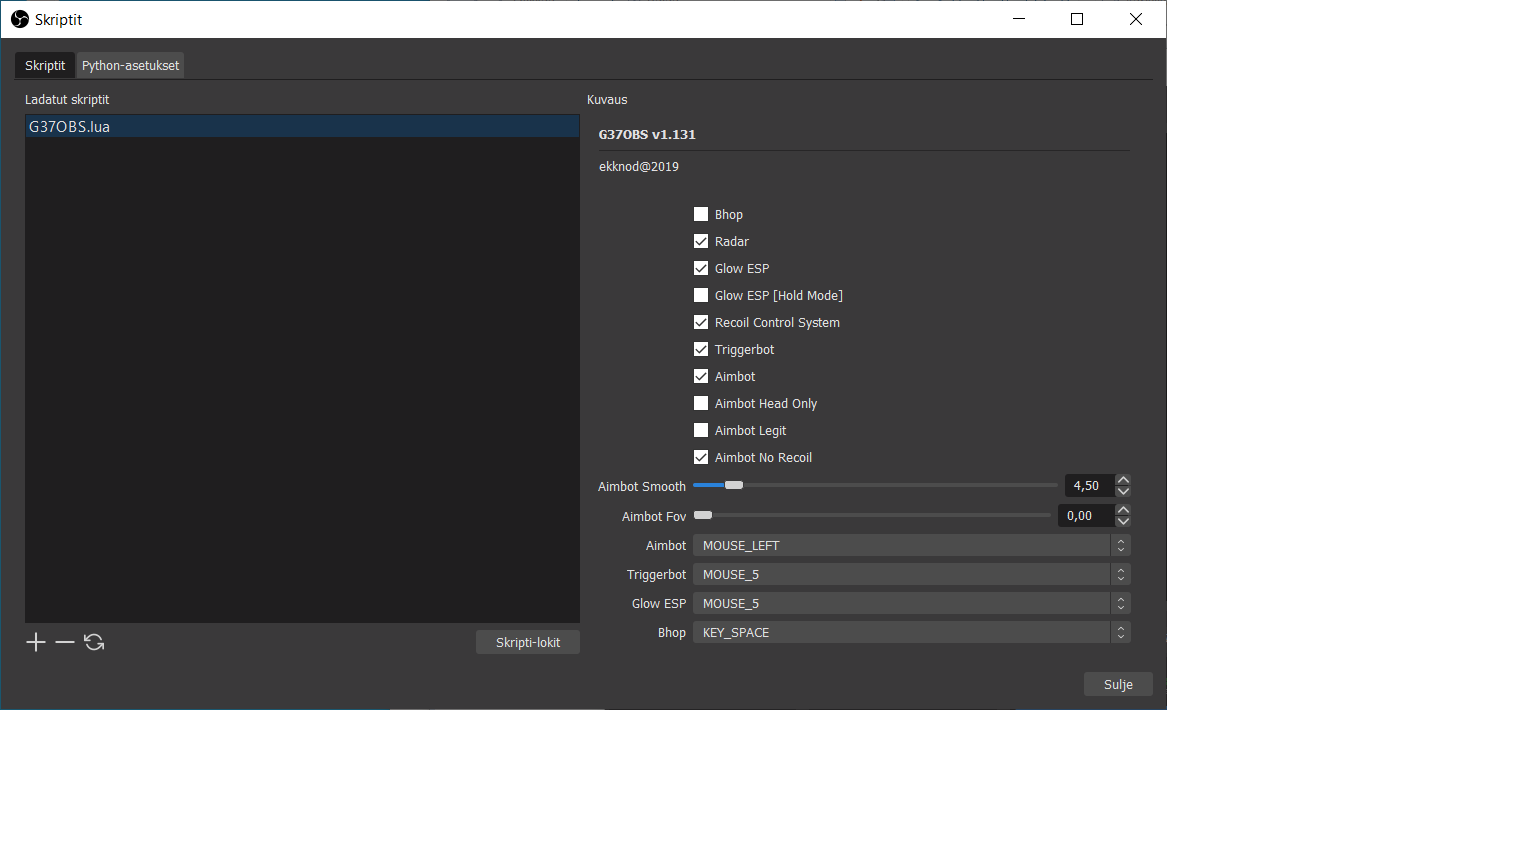 Skriptit
Skriptit
Python-asetukset
Ladatut skriptit
G37OBS.lua
Skripti-lokit
Kuvaus
G37OBS v1.131
ekknod@2019
Bhop
Radar
Glow ESP
Glow ESP [Hold Mode]
Recoil Control System
Triggerbot
Aimbot
Aimbot Head Only
Aimbot Legit
Aimbot No Recoil
Aimbot Smooth 4,50
Aimbot Fov 0,00
Aimbot MOUSE_LEFT
Triggerbot MOUSE_5
Glow ESP MOUSE_5
Bhop KEY_SPACE
Sulje